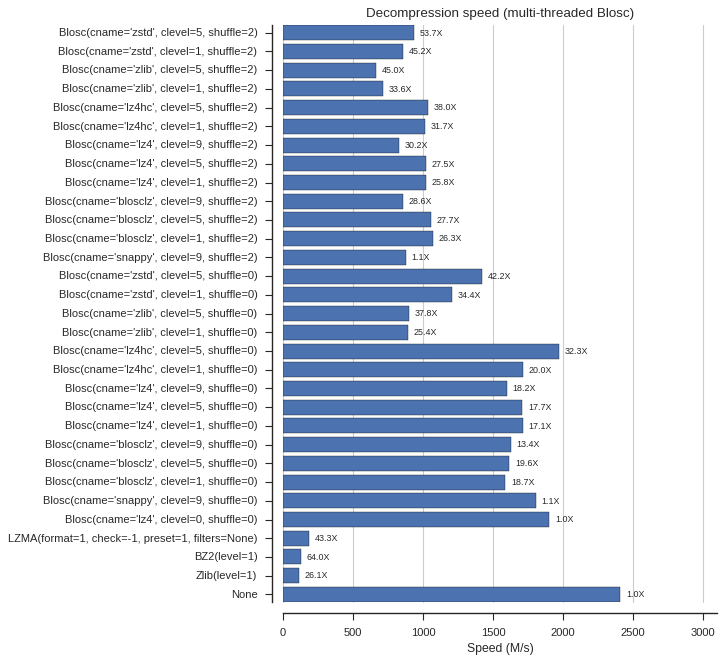 Decompression speed (multi-threaded Blosc)
Blosc(cname='zstd', clevel=5, shuffle=2) 53.7X
Blosc(cname='zstd', clevel=1, shuffle=2) 45.2X
Blosc(cname='zlib', clevel=5, shuffle=2) 45.0X
Blosc(cname='zlib', clevel=1, shuffle=2) 33.6X
Blosc(cname='lz4hc', clevel=5, shuffle=2) 38.0X
Blosc(cname='lz4hc', clevel=1, shuffle=2) 31.7X
Blosc(cname='lz4', clevel=9, shuffle=2) 30.2X
Blosc(cname='lz4', clevel=5, shuffle=2) 27.5X
Blosc(cname='lz4', clevel=1, shuffle=2) 25.8X
Blosc(cname='blosclz', clevel=9, shuffle=2) 28.6X
Blosc(cname='blosclz', clevel=5, shuffle=2) 27.7X
Blosc(cname='blosclz', clevel=1, shuffle=2) 26.3X
Blosc(cname='snappy', clevel=9, shuffle=2) 1.1X
Blosc(cname='zstd', clevel=5, shuffle=0) 42.2X
Blosc(cname='zstd', clevel=1, shuffle=0) 34.4X
Blosc(cname='zlib', clevel=5, shuffle=0) 37.8X
Blosc(cname='zlib', clevel=1, shuffle=0) 25.4X
Blosc(cname='lz4hc', clevel=5, shuffle=0) 32.3X
Blosc(cname='lz4hc', clevel=1, shuffle=0) 20.0X
Blosc(cname='lz4', clevel=9, shuffle=0) 18.2X
Blosc(cname='lz4', clevel=5, shuffle=0) 17.7X
Blosc(cname='lz4', clevel=1, shuffle=0) 17.1X
Blosc(cname='blosclz', clevel=9, shuffle=0) 13.4X
Blosc(cname='blosclz', clevel=5, shuffle=0) 19.6X
Blosc(cname='blosclz', clevel=1, shuffle=0) 18.7X
Blosc(cname='snappy', clevel=9, shuffle=0) 1.1X
Blosc(cname='lz4', clevel=0, shuffle=0) 1.0X
LZMA(format=1, check=-1, preset=1, filters=None) 43.3X
BZ2(level=1) 64.0X
Zlib(level=1) 26.1X
None 1.0X
0 500 1000 1500 2000 2500 3000
Speed (M/s)